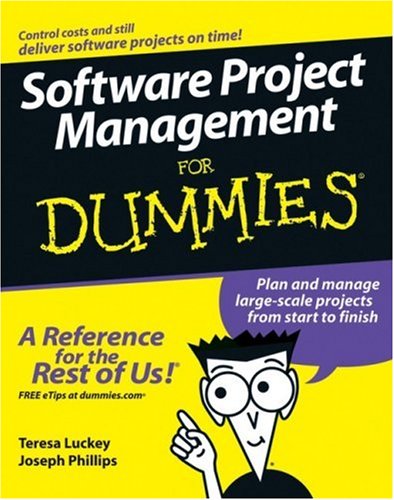 Control costs and still
deliver software projects on time!
Software Project
Management
FOR
DUMMIES®
Plan and manage
large-scale projects
from start to finish
A Reference
for the
Rest of Us!®
FREE eTips at dummies.com®
Teresa Luckey
Joseph Phillips